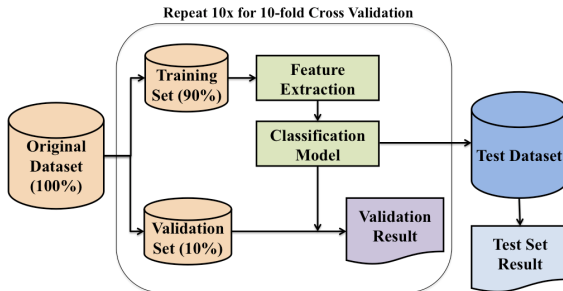 Repeat 10x for 10-fold Cross Validation
Training
Set (90%)
Feature
Extraction
Original
Dataset
(100%)
Classification
Model
Test Dataset
Validation
Set (10%)
Validation
Result
Test Set
Result